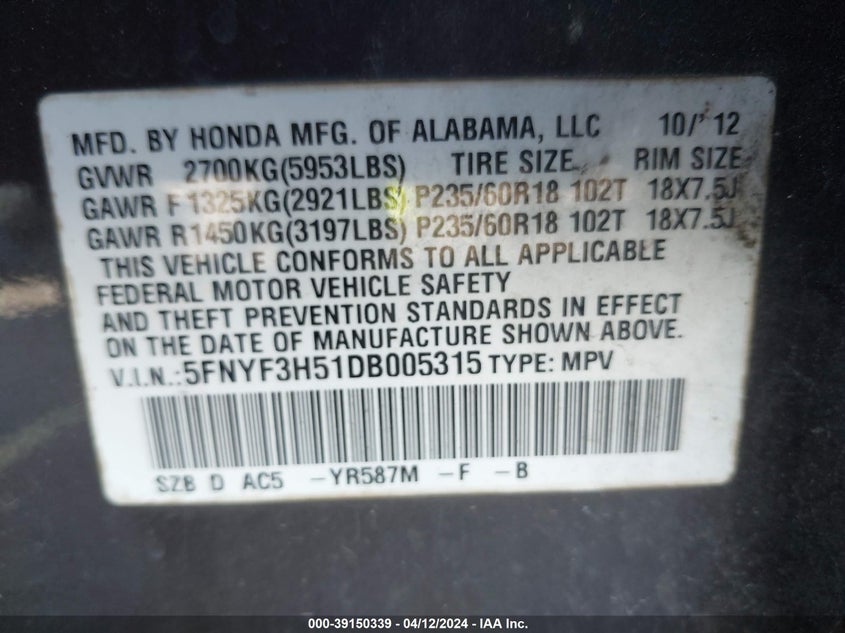 MFD. BY HONDA MFG. OF ALABAMA, LLC 10/'12
GVWR 2700KG(5953LBS) TIRE SIZE RIM SIZE
GAWR F1325KG(2921LBS) P235/60R18 102T 18X7.5J
GAWR R1450KG(3197LBS) P235/60R18 102T 18X7.5J
THIS VEHICLE CONFORMS TO ALL APPLICABLE
FEDERAL MOTOR VEHICLE SAFETY
AND THEFT PREVENTION STANDARDS IN EFFECT
ON THE DATE OF MANUFACTURE SHOWN ABOVE.
V.I.N.:5FNYF3H51DB005315 TYPE: MPV
SZB D AC5 -YR587M -F -B
000-39150339 - 04/12/2024 - IAA Inc.